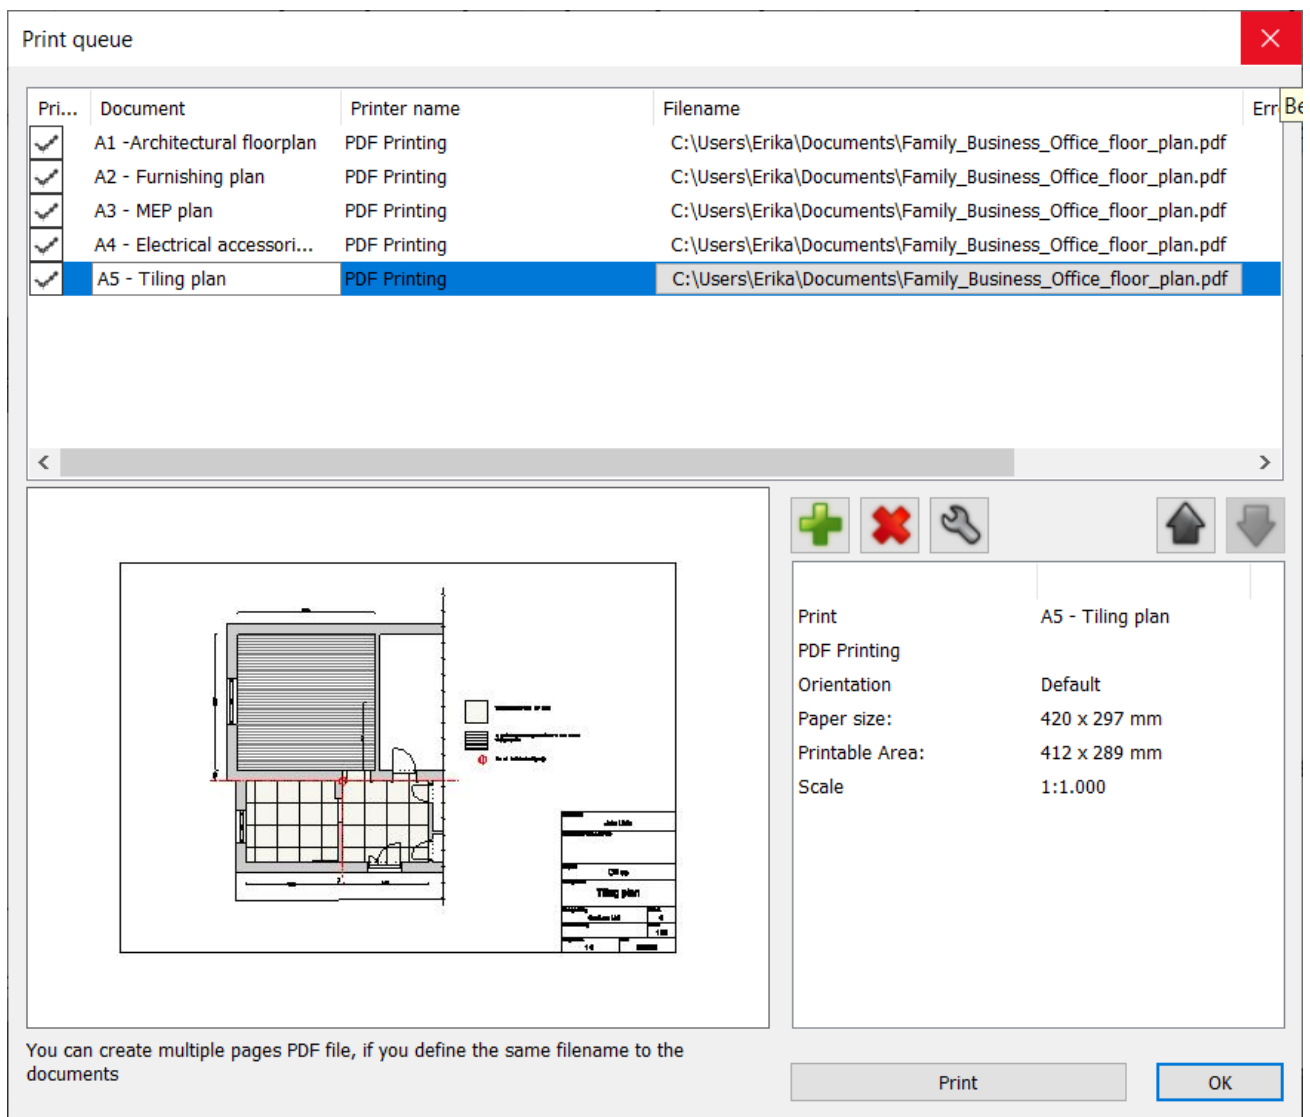 Print queue
Pri... Document Printer name Filename Err Be
A1 -Architectural floorplan PDF Printing C:\Users\Erika\Documents\Family_Business_Office_floor_plan.pdf
A2 - Furnishing plan PDF Printing C:\Users\Erika\Documents\Family_Business_Office_floor_plan.pdf
A3 - MEP plan PDF Printing C:\Users\Erika\Documents\Family_Business_Office_floor_plan.pdf
A4 - Electrical accessori... PDF Printing C:\Users\Erika\Documents\Family_Business_Office_floor_plan.pdf
A5 - Tiling plan PDF Printing C:\Users\Erika\Documents\Family_Business_Office_floor_plan.pdf
Print A5 - Tiling plan
PDF Printing
Orientation Default
Paper size: 420 x 297 mm
Printable Area: 412 x 289 mm
Scale 1:1.000
Tiling plan
You can create multiple pages PDF file, if you define the same filename to the
documents
Print OK